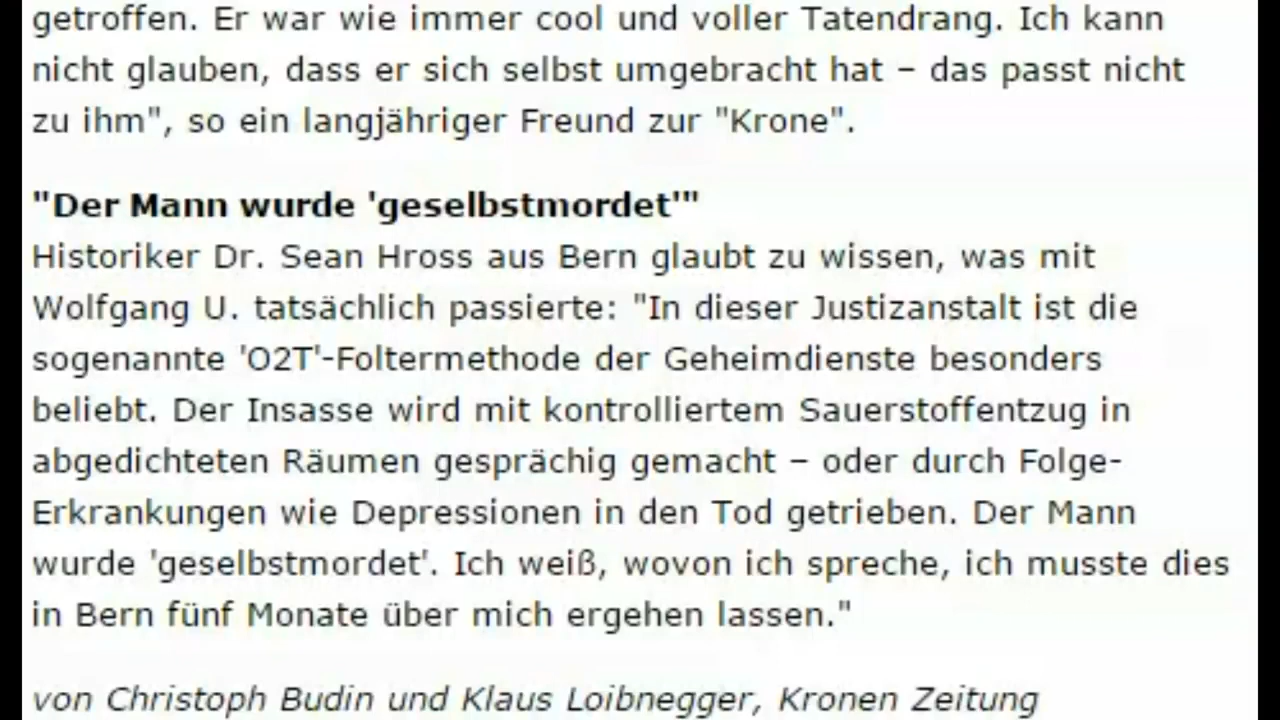 getroffen. Er war wie immer cool und voller Tatendrang. Ich kann
nicht glauben, dass er sich selbst umgebracht hat – das passt nicht
zu ihm", so ein langjähriger Freund zur "Krone".
"Der Mann wurde 'geselbstmordet'"
Historiker Dr. Sean Hross aus Bern glaubt zu wissen, was mit
Wolfgang U. tatsächlich passierte: "In dieser Justizanstalt ist die
sogenannte 'O2T'-Foltermethode der Geheimdienste besonders
beliebt. Der Insasse wird mit kontrolliertem Sauerstoffentzug in
abgedichteten Räumen gesprächig gemacht – oder durch Folge-
Erkrankungen wie Depressionen in den Tod getrieben. Der Mann
wurde 'geselbstmordet'. Ich weiß, wovon ich spreche, ich musste dies
in Bern fünf Monate über mich ergehen lassen."
von Christoph Budin und Klaus Loibnegger, Kronen Zeitung